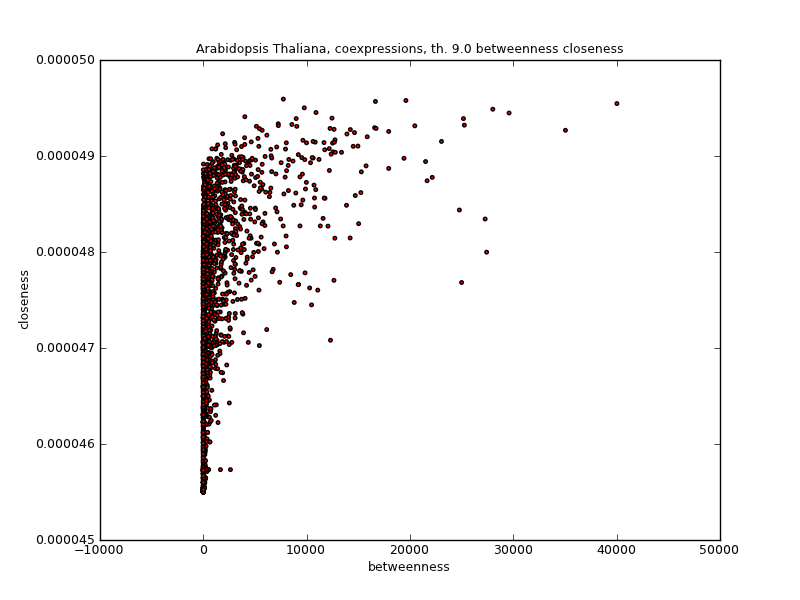 Arabidopsis Thaliana, coexpressions, th. 9.0 betweenness closeness
0.000050
0.000049
0.000048
closeness
0.000047
0.000046
0.000045
−10000 0 10000 20000 30000 40000 50000
betweenness